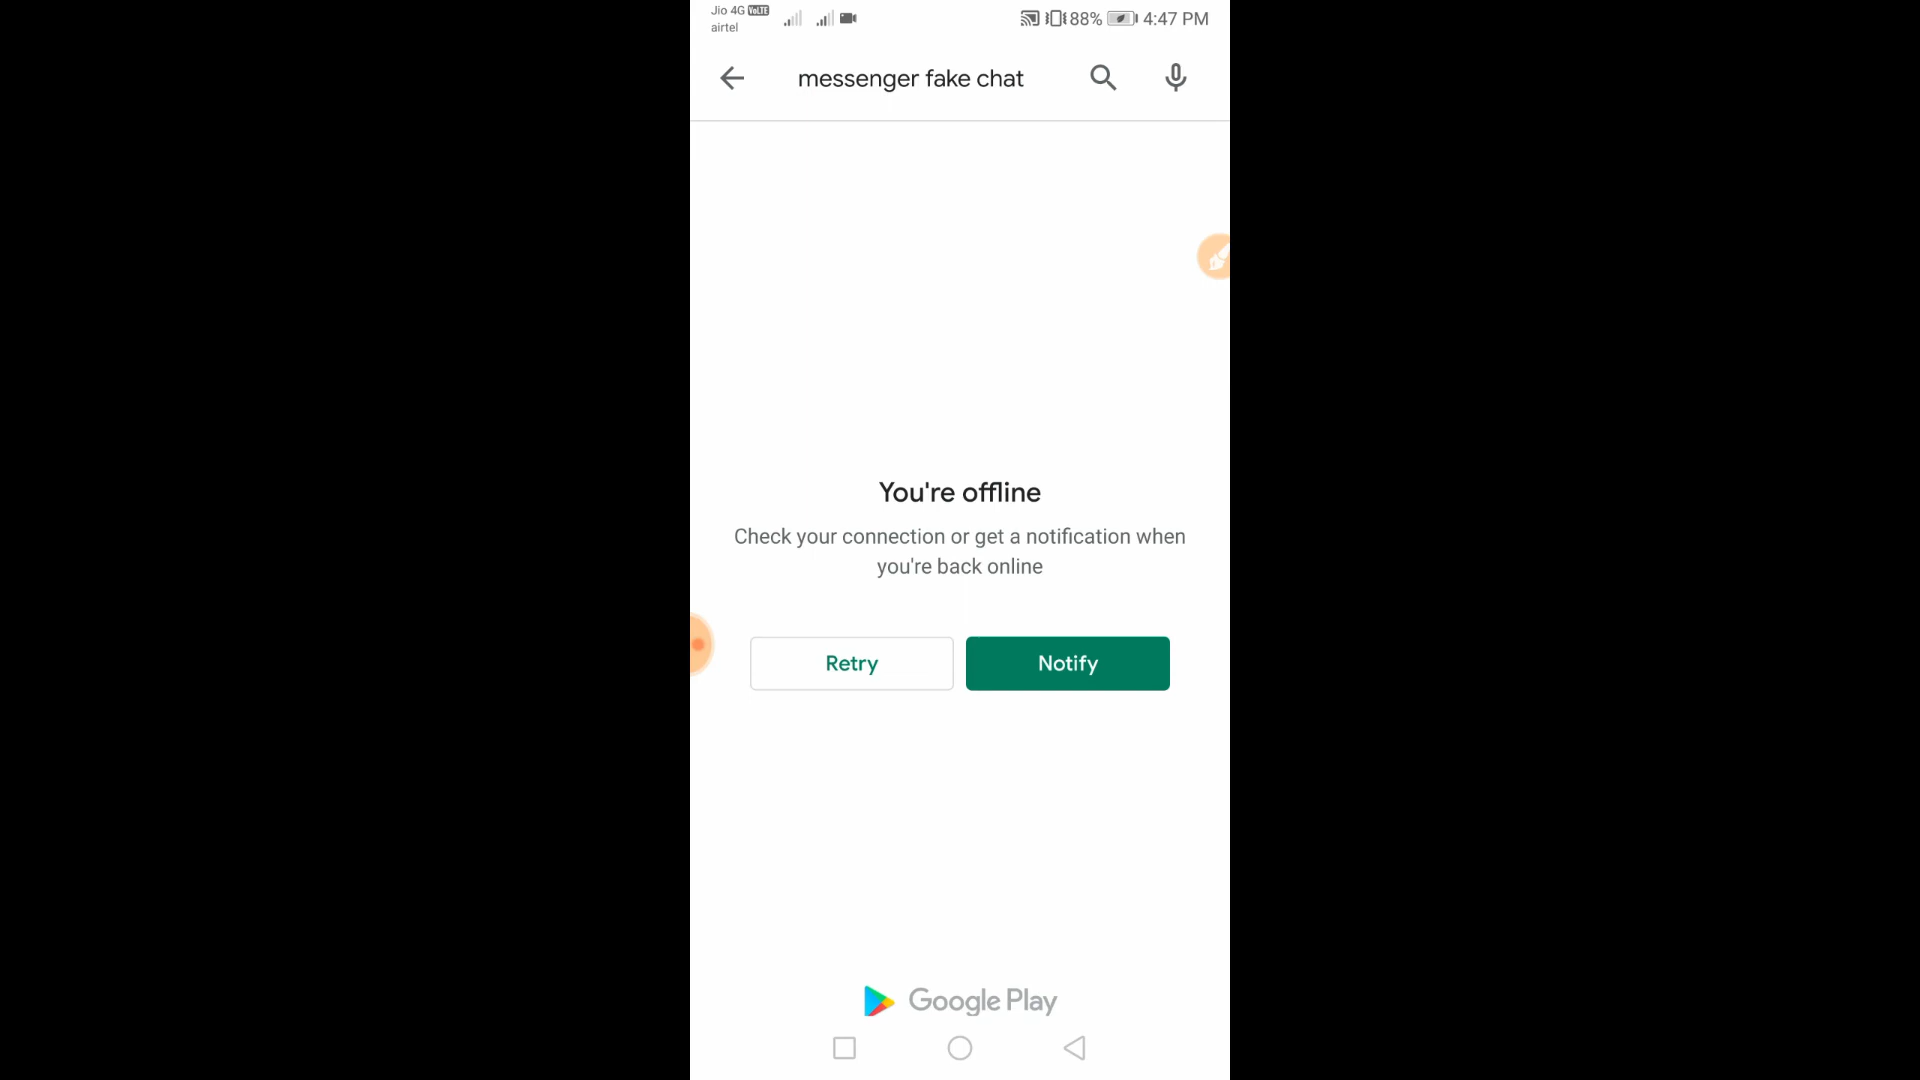 Jio 4G VoLTE
airtel
88% 4:47 PM
messenger fake chat
You're offline
Check your connection or get a notification when
you're back online
Retry Notify
Google Play